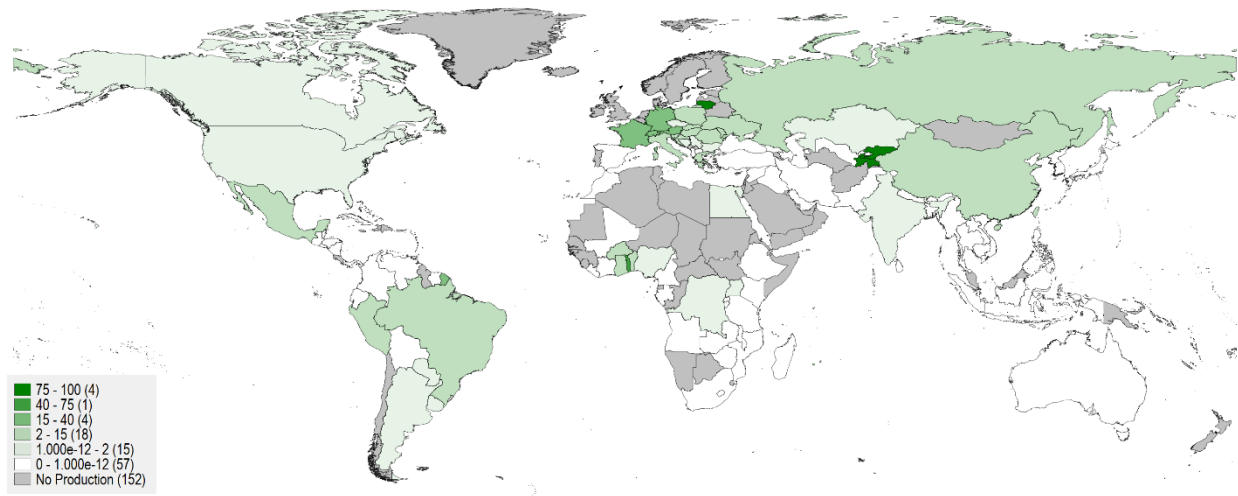 75 - 100 (4)
40 - 75 (1)
15 - 40 (4)
2 - 15 (18)
1.000e-12 - 2 (15)
0 - 1.000e-12 (57)
No Production (152)